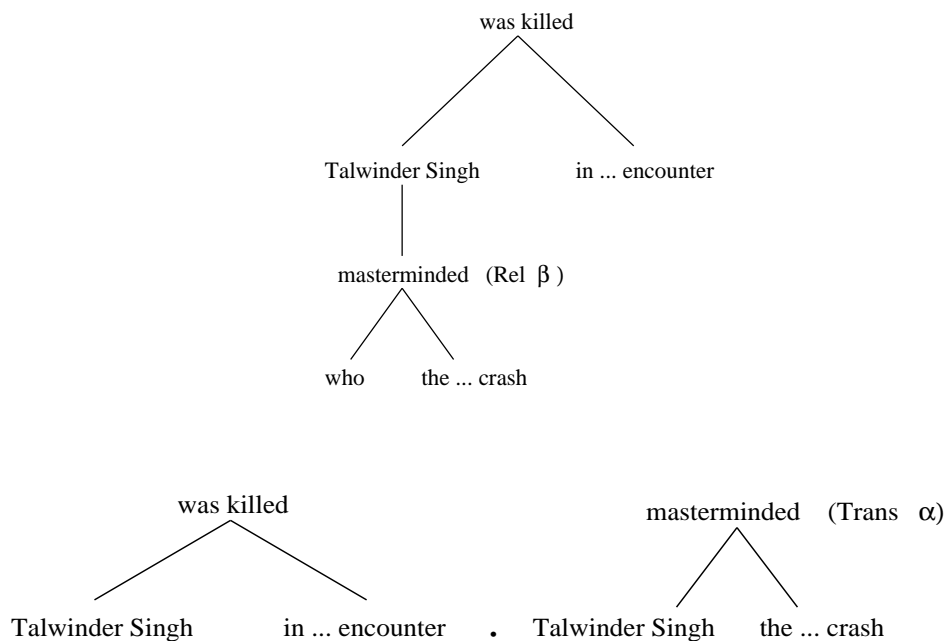 was killed
Talwinder Singh in ... encounter
masterminded (Rel β )
who the ... crash
was killed masterminded (Trans α)
Talwinder Singh in ... encounter . Talwinder Singh the ... crash